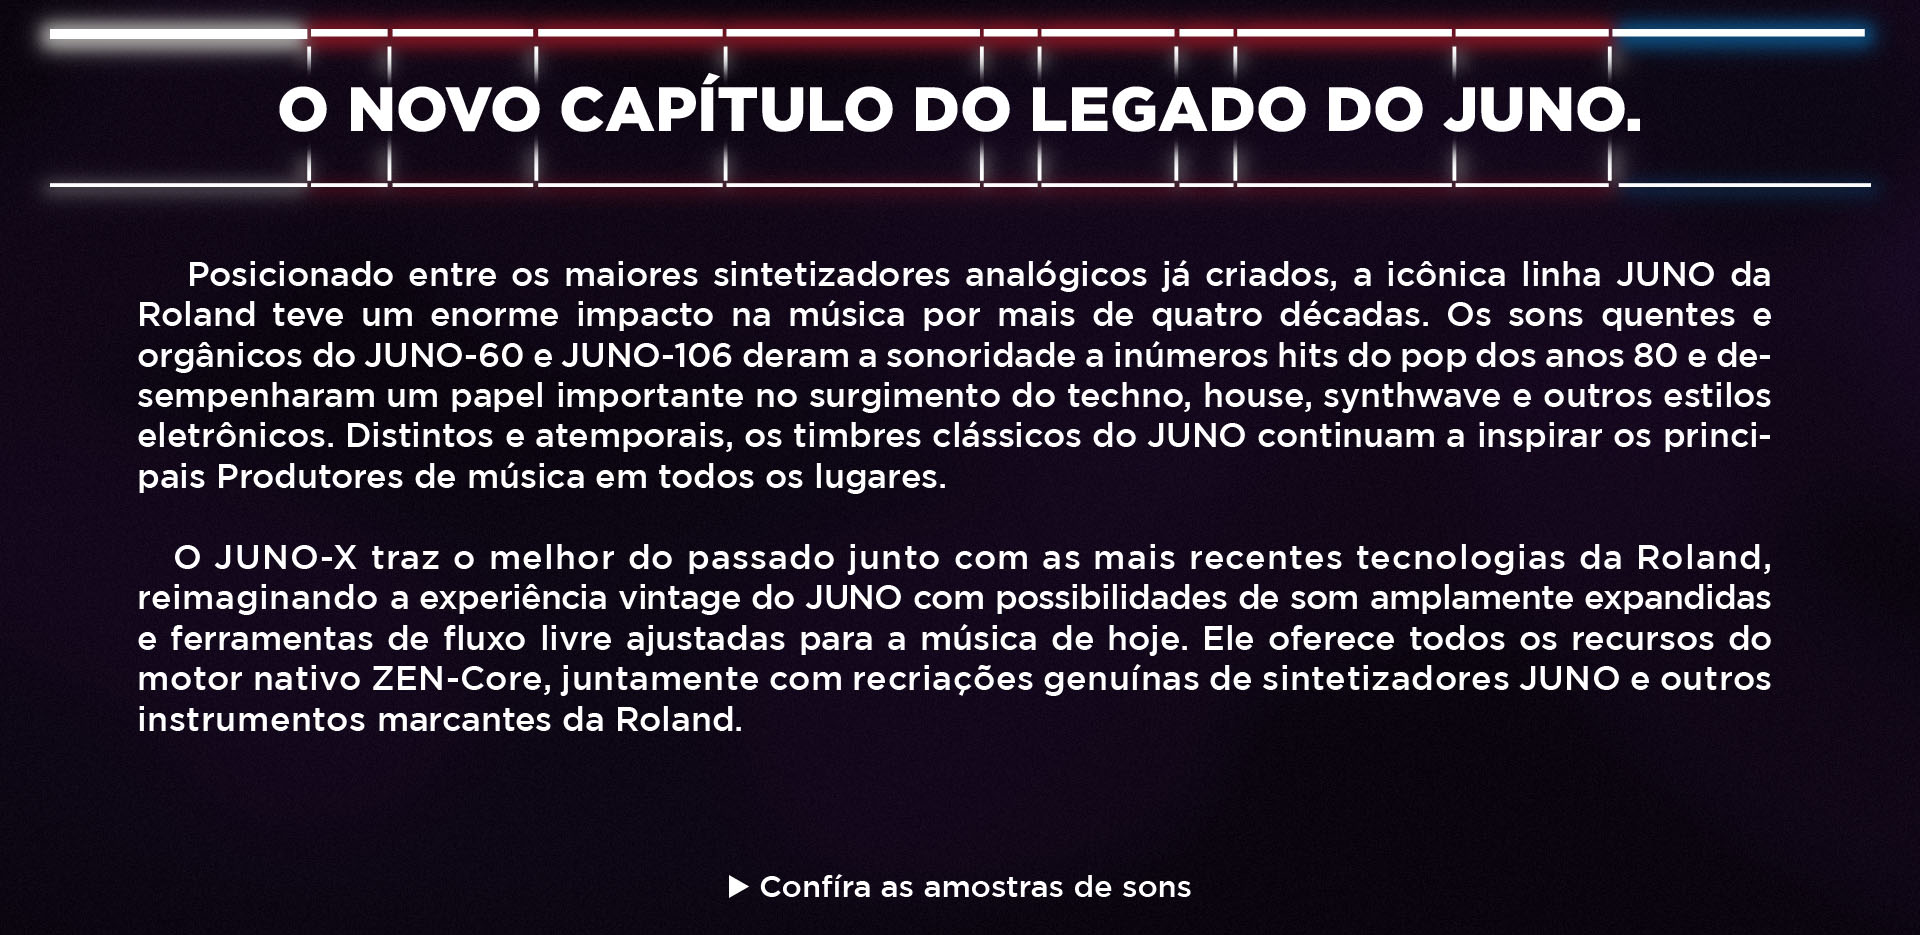 O NOVO CAPÍTULO DO LEGADO DO JUNO.
Posicionado entre os maiores sintetizadores analógicos já criados, a icônica linha JUNO da
Roland teve um enorme impacto na música por mais de quatro décadas. Os sons quentes e
orgânicos do JUNO-60 e JUNO-106 deram a sonoridade a inúmeros hits do pop dos anos 80 e de-
sempenharam um papel importante no surgimento do techno, house, synthwave e outros estilos
eletrônicos. Distintos e atemporais, os timbres clássicos do JUNO continuam a inspirar os princi-
pais Produtores de música em todos os lugares.
O JUNO-X traz o melhor do passado junto com as mais recentes tecnologias da Roland,
reimaginando a experiência vintage do JUNO com possibilidades de som amplamente expandidas
e ferramentas de fluxo livre ajustadas para a música de hoje. Ele oferece todos os recursos do
motor nativo ZEN-Core, juntamente com recriações genuínas de sintetizadores JUNO e outros
instrumentos marcantes da Roland.
▶ Confíra as amostras de sons